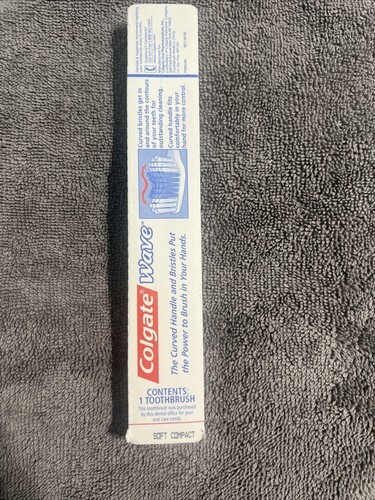 Colgate® Wave™
The Curved Handle and Bristles Put
the Power to Brush in Your Hands.
Curved bristles get in
and around the contours
of your teeth for
outstanding cleaning.
Curved handle fits
comfortably in your
hand for more control.
CONTENTS:
1 TOOTHBRUSH
This toothbrush was purchased
by this dental office for your
oral care needs.
SOFT COMPACT